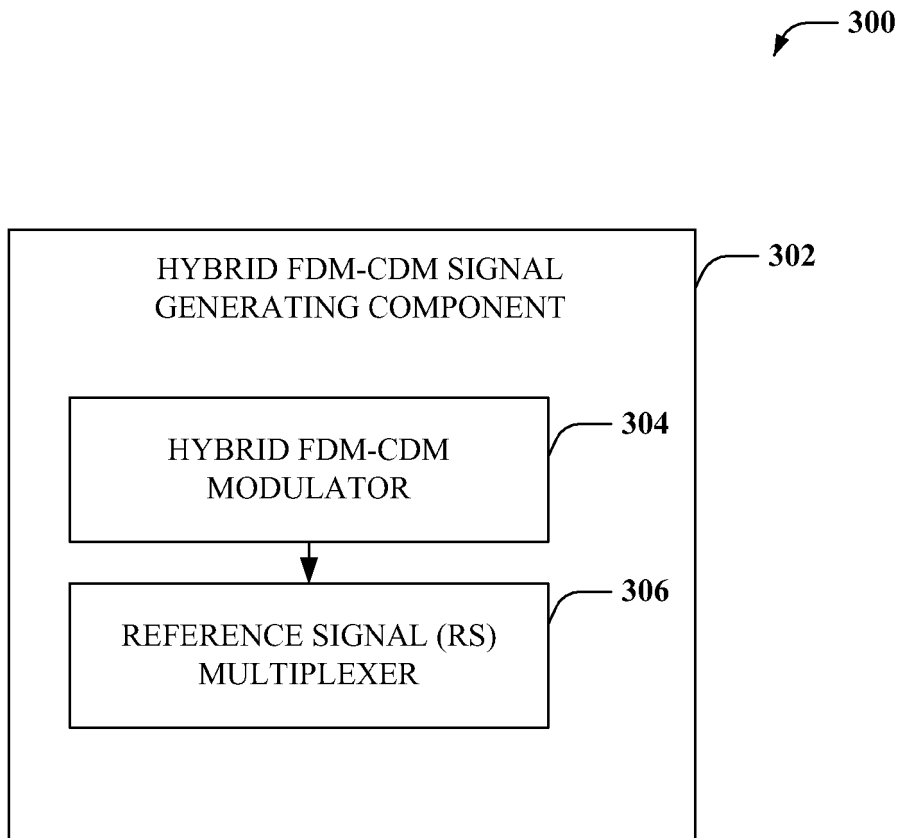 300
HYBRID FDM-CDM SIGNAL
GENERATING COMPONENT
302
HYBRID FDM-CDM
MODULATOR
304
REFERENCE SIGNAL (RS)
MULTIPLEXER
306